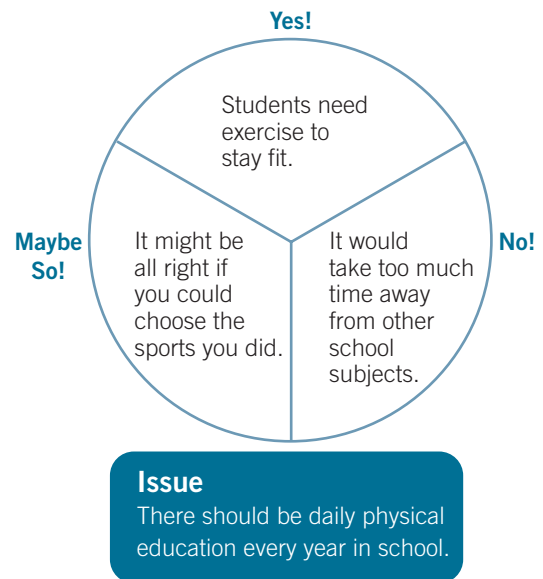 Yes!
Students need
exercise to
stay fit.
Maybe
So!
It might be
all right if
you could
choose the
sports you did.
It would
take too much
time away
from other
school
subjects.
No!
Issue
There should be daily physical
education every year in school.